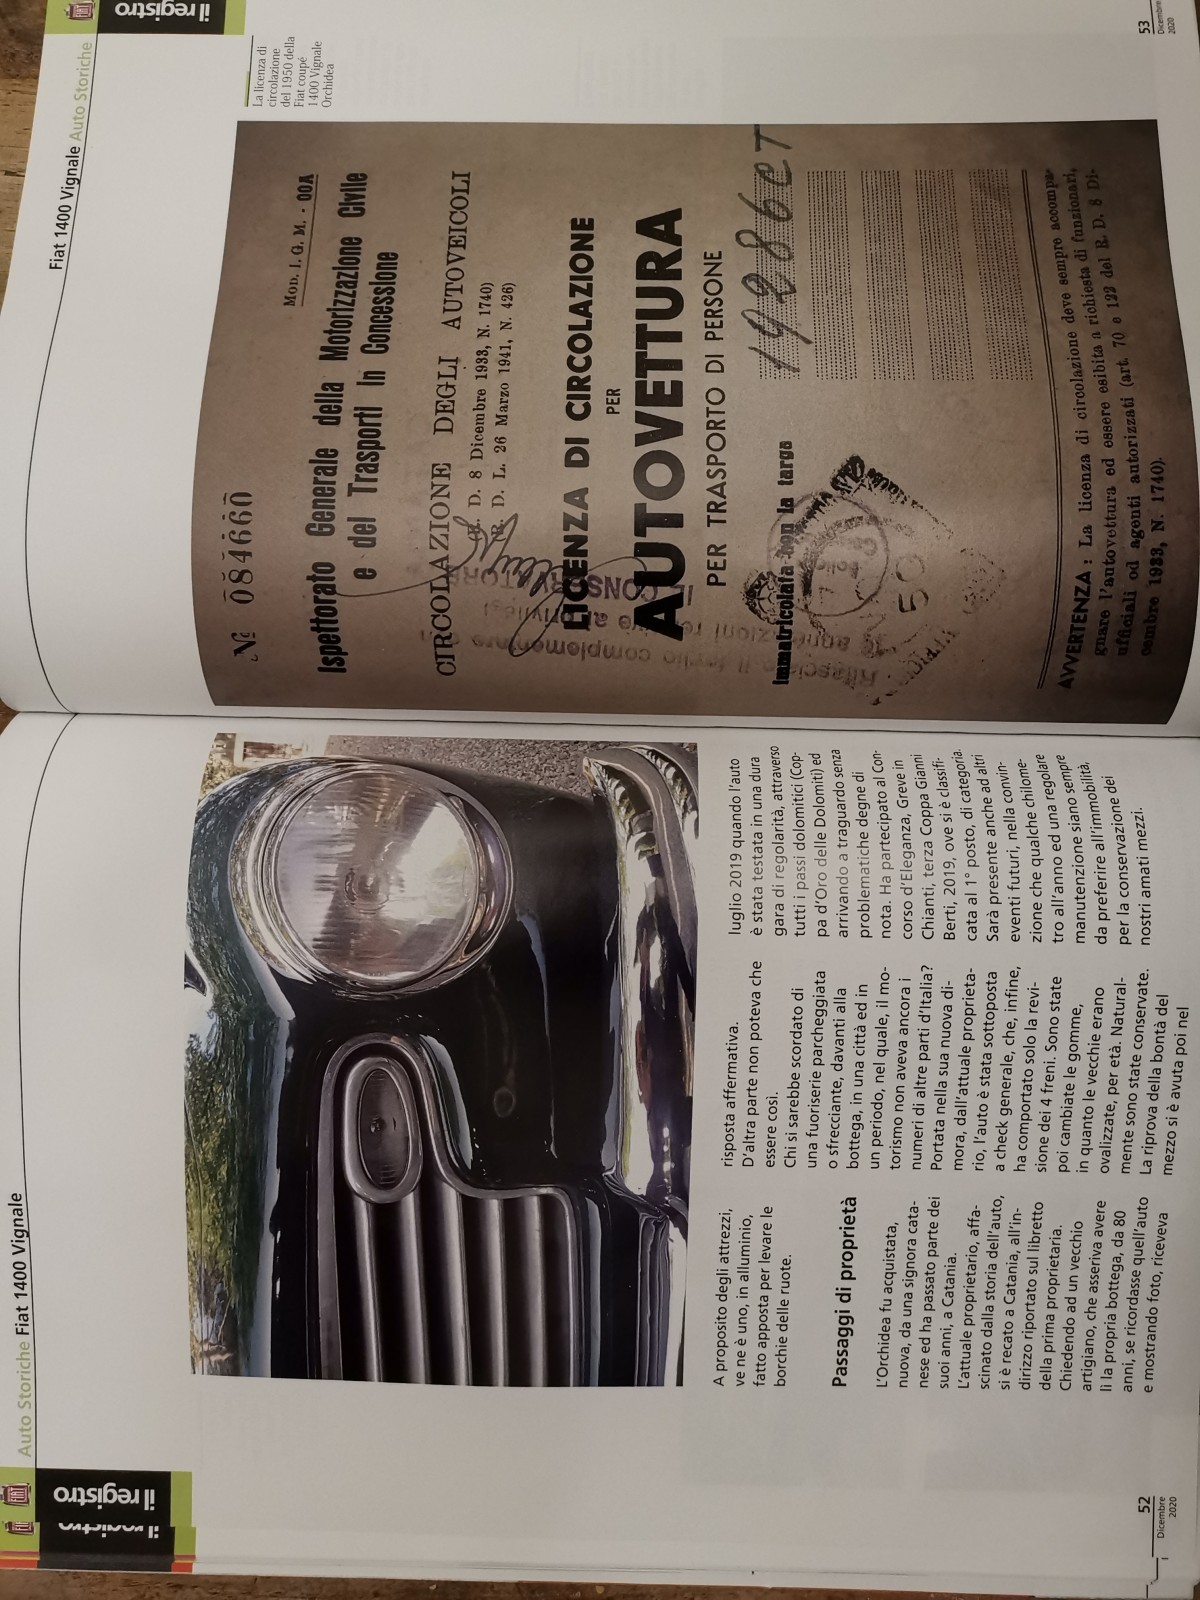 il registro
Auto Storiche Fiat 1400 Vignale
A proposito degli attrezzi,
ve ne è uno, in alluminio,
fatto apposta per levare le
borchie delle ruote.
Passaggi di proprietà
L'Orchidea fu acquistata,
nuova, da una signora cata-
nese ed ha passato parte dei
suoi anni, a Catania.
L'attuale proprietario, affa-
scinato dalla storia dell'auto,
si è recato a Catania, all'in-
dirizzo riportato sul libretto
della prima proprietaria.
Chiedendo ad un vecchio
artigiano, che asseriva avere
lì la propria bottega, da 80
anni, se ricordasse quell'auto
e mostrando foto, riceveva
risposta affermativa.
D'altra parte non poteva che
essere così.
Chi si sarebbe scordato di
una fuoriserie parcheggiata
o sfrecciante, davanti alla
bottega, in una città ed in
un periodo, nel quale, il mo-
torismo non aveva ancora i
numeri di altre parti d'Italia?
Portata nella sua nuova di-
mora, dall'attuale proprieta-
rio, l'auto è stata sottoposta
a check generale, che, infine,
ha comportato solo la revi-
sione dei 4 freni. Sono state
poi cambiate le gomme,
in quanto le vecchie erano
ovalizzate, per età. Natural-
mente sono state conservate.
La riprova della bontà del
mezzo si è avuta poi nel
luglio 2019 quando l'auto
è stata testata in una dura
gara di regolarità, attraverso
tutti i passi dolomitici (Cop-
pa d'Oro delle Dolomiti) ed
arrivando a traguardo senza
problematiche degne di
nota. Ha partecipato al Con-
corso d'Eleganza, Greve in
Chianti, terza Coppa Gianni
Berti, 2019, ove si è classifi-
cata al 1° posto, di categoria.
Sarà presente anche ad altri
eventi futuri, nella convin-
zione che qualche chilome-
tro all'anno ed una regolare
manutenzione siano sempre
da preferire all'immobilità,
per la conservazione dei
nostri amati mezzi.
52
Dicembre
2020
Fiat 1400 Vignale Auto Storiche
FIAT
il registro
La licenza di
circolazione
del 1950 della
Fiat coupé
1400 Vignale
Orchidea
Nº 084660
MOD. I. G. M. - 00A
Ispettorato Generale della Motorizzazione Civile
e dei Trasporti in Concessione
CIRCOLAZIONE DEGLI AUTOVEICOLI
(R. D. 8 Dicembre 1933, N. 1740)
(R. D. L. 26 Marzo 1941, N. 426)
LICENZA DI CIRCOLAZIONE
PER
AUTOVETTURA
PER TRASPORTO DI PERSONE
Immatricolata con la targa
19286 CT
AVVERTENZA: La licenza di circolazione deve sempre accompa-
gnare l'autovettura ed essere esibita a richiesta di funzionari,
ufficiali od agenti autorizzati (art. 70 e 122 del R. D. 8 Di-
cembre 1933, N. 1740).
53
Dicembre
2020